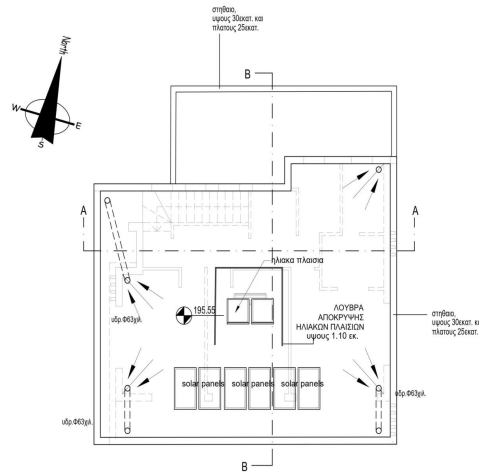 στηθαιο,
υψους 30εκατ. και
πλατους 25εκατ.
North
W
E
S
B
A
A
ηλιακα πλαισια
195.55
ΛΟΥΒΡΑ
ΑΠΟΚΡΥΨΗΣ
ΗΛΙΑΚΩΝ ΠΛΑΙΣΙΩΝ
υψους 1.10 εκ.
στηθαιο,
υψους 30εκατ. κ
πλατους 25εκατ.
υδρ.Φ63χιλ.
solar panels
solar panels
solar panels
υδρ.Φ63χιλ.
υδρ.Φ63χιλ.
B